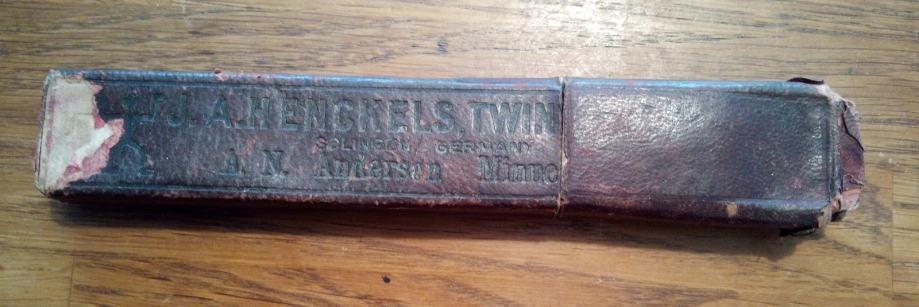 J. A. HENCKELS, TWIN
SOLINGEN GERMANY
A. N. Anderson Minne